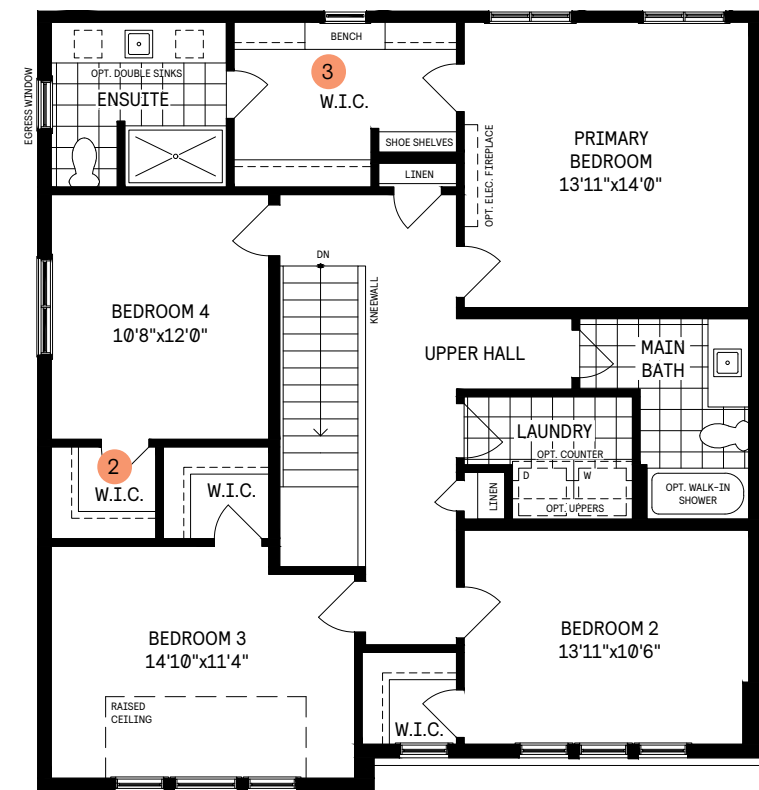 BENCH
3
W.I.C.
OPT. DOUBLE SINKS
ENSUITE
EGRESS WINDOW
SHOE SHELVES
LINEN
OPT. ELEC. FIREPLACE
PRIMARY
BEDROOM
13'11"x14'0"
DN
KNEEWALL
BEDROOM 4
10'8"x12'0"
UPPER HALL
MAIN
BATH
LAUNDRY
OPT. COUNTER
D
W
OPT. UPPERS
LINEN
OPT. WALK-IN
SHOWER
2
W.I.C.
W.I.C.
BEDROOM 3
14'10"x11'4"
RAISED
CEILING
BEDROOM 2
13'11"x10'6"
W.I.C.